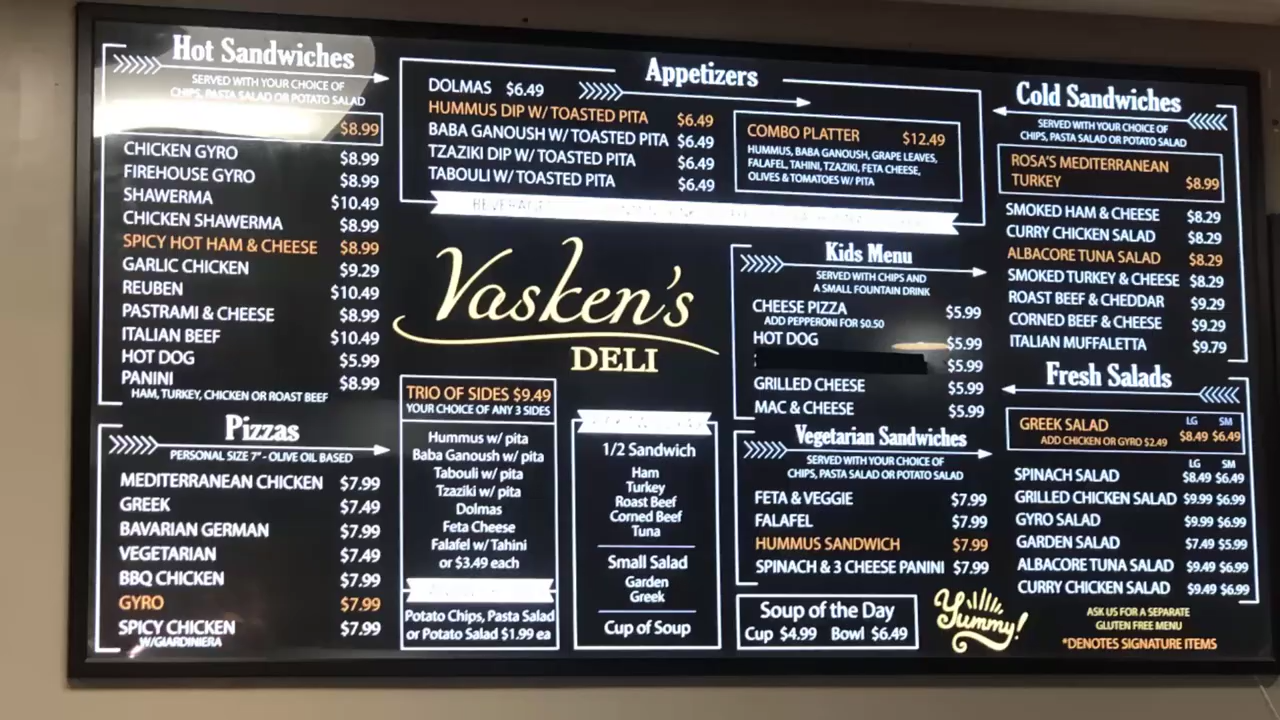 Hot Sandwiches
SERVED WITH YOUR CHOICE OF
CHIPS, PASTA SALAD OR POTATO SALAD
$8.99
CHICKEN GYRO $8.99
FIREHOUSE GYRO $8.99
SHAWERMA $10.49
CHICKEN SHAWERMA $8.99
SPICY HOT HAM & CHEESE $8.99
GARLIC CHICKEN $9.29
REUBEN $10.49
PASTRAMI & CHEESE $8.99
ITALIAN BEEF $10.49
HOT DOG $5.99
PANINI $8.99
HAM, TURKEY, CHICKEN OR ROAST BEEF
Pizzas
PERSONAL SIZE 7" - OLIVE OIL BASED
MEDITERRANEAN CHICKEN $7.99
GREEK $7.49
BAVARIAN GERMAN $7.99
VEGETARIAN $7.49
BBQ CHICKEN $7.99
GYRO $7.99
SPICY CHICKEN $7.99
W/GIARDINIERA
Appetizers
DOLMAS $6.49
HUMMUS DIP W/ TOASTED PITA $6.49
BABA GANOUSH W/ TOASTED PITA $6.49
TZAZIKI DIP W/ TOASTED PITA $6.49
TABOULI W/ TOASTED PITA $6.49
COMBO PLATTER $12.49
HUMMUS, BABA GANOUSH, GRAPE LEAVES,
FALAFEL, TAHINI, TZAZIKI, FETA CHEESE,
OLIVES & TOMATOES W/ PITA
Vasken's
DELI
TRIO OF SIDES $9.49
YOUR CHOICE OF ANY 3 SIDES
Hummus w/ pita
Baba Ganoush w/ pita
Tabouli w/ pita
Tzaziki w/ pita
Dolmas
Feta Cheese
Falafel w/ Tahini
or $3.49 each
Potato Chips, Pasta Salad
or Potato Salad $1.99 ea
1/2 Sandwich
Ham
Turkey
Roast Beef
Corned Beef
Tuna
Small Salad
Garden
Greek
Cup of Soup
Kids Menu
SERVED WITH CHIPS AND
A SMALL FOUNTAIN DRINK
CHEESE PIZZA $5.99
ADD PEPPERONI FOR $0.50
HOT DOG $5.99
$5.99
GRILLED CHEESE $5.99
MAC & CHEESE $5.99
Vegetarian Sandwiches
SERVED WITH YOUR CHOICE OF
CHIPS, PASTA SALAD OR POTATO SALAD
FETA & VEGGIE $7.99
FALAFEL $7.99
HUMMUS SANDWICH $7.99
SPINACH & 3 CHEESE PANINI $7.99
Soup of the Day
Cup $4.99 Bowl $6.49
Yummy!
Cold Sandwiches
SERVED WITH YOUR CHOICE OF
CHIPS, PASTA SALAD OR POTATO SALAD
ROSA'S MEDITERRANEAN
TURKEY $8.99
SMOKED HAM & CHEESE $8.29
CURRY CHICKEN SALAD $8.29
ALBACORE TUNA SALAD $8.29
SMOKED TURKEY & CHEESE $8.29
ROAST BEEF & CHEDDAR $9.29
CORNED BEEF & CHEESE $9.29
ITALIAN MUFFALETTA $9.79
Fresh Salads
LG SM
GREEK SALAD $8.49 $6.49
ADD CHICKEN OR GYRO $2.49
LG SM
SPINACH SALAD $8.49 $6.49
GRILLED CHICKEN SALAD $9.99 $6.99
GYRO SALAD $9.99 $6.99
GARDEN SALAD $7.49 $5.99
ALBACORE TUNA SALAD $9.49 $6.99
CURRY CHICKEN SALAD $9.49 $6.99
ASK US FOR A SEPARATE
GLUTEN FREE MENU
*DENOTES SIGNATURE ITEMS